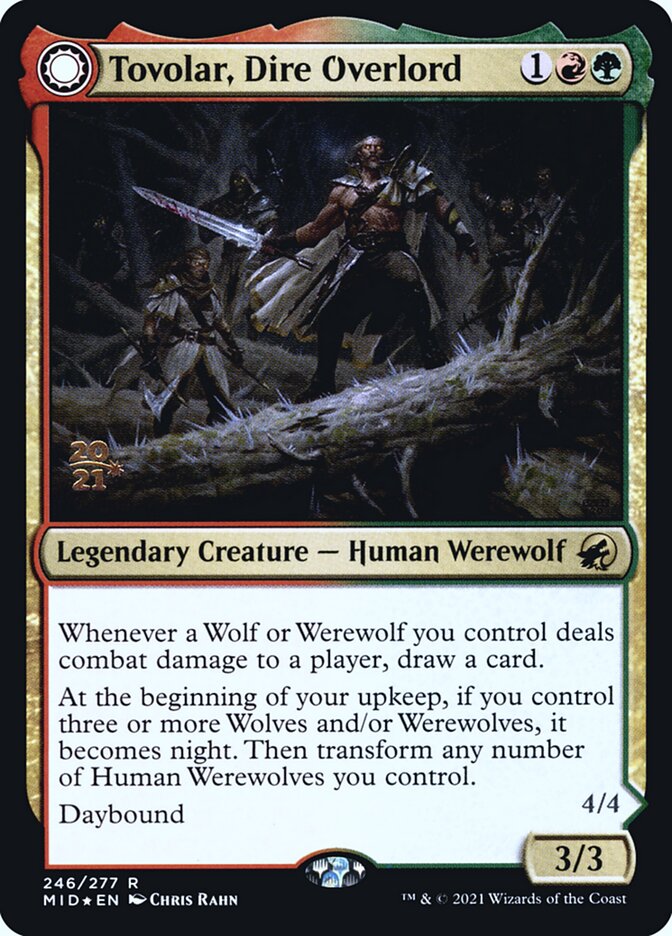 Tovolar, Dire Overlord 1
20
21
Legendary Creature — Human Werewolf
Whenever a Wolf or Werewolf you control deals
combat damage to a player, draw a card.
At the beginning of your upkeep, if you control
three or more Wolves and/or Werewolves, it
becomes night. Then transform any number
of Human Werewolves you control.
Daybound
4/4
3/3
246/277 R
MID★EN Chris Rahn
™ & © 2021 Wizards of the Coast